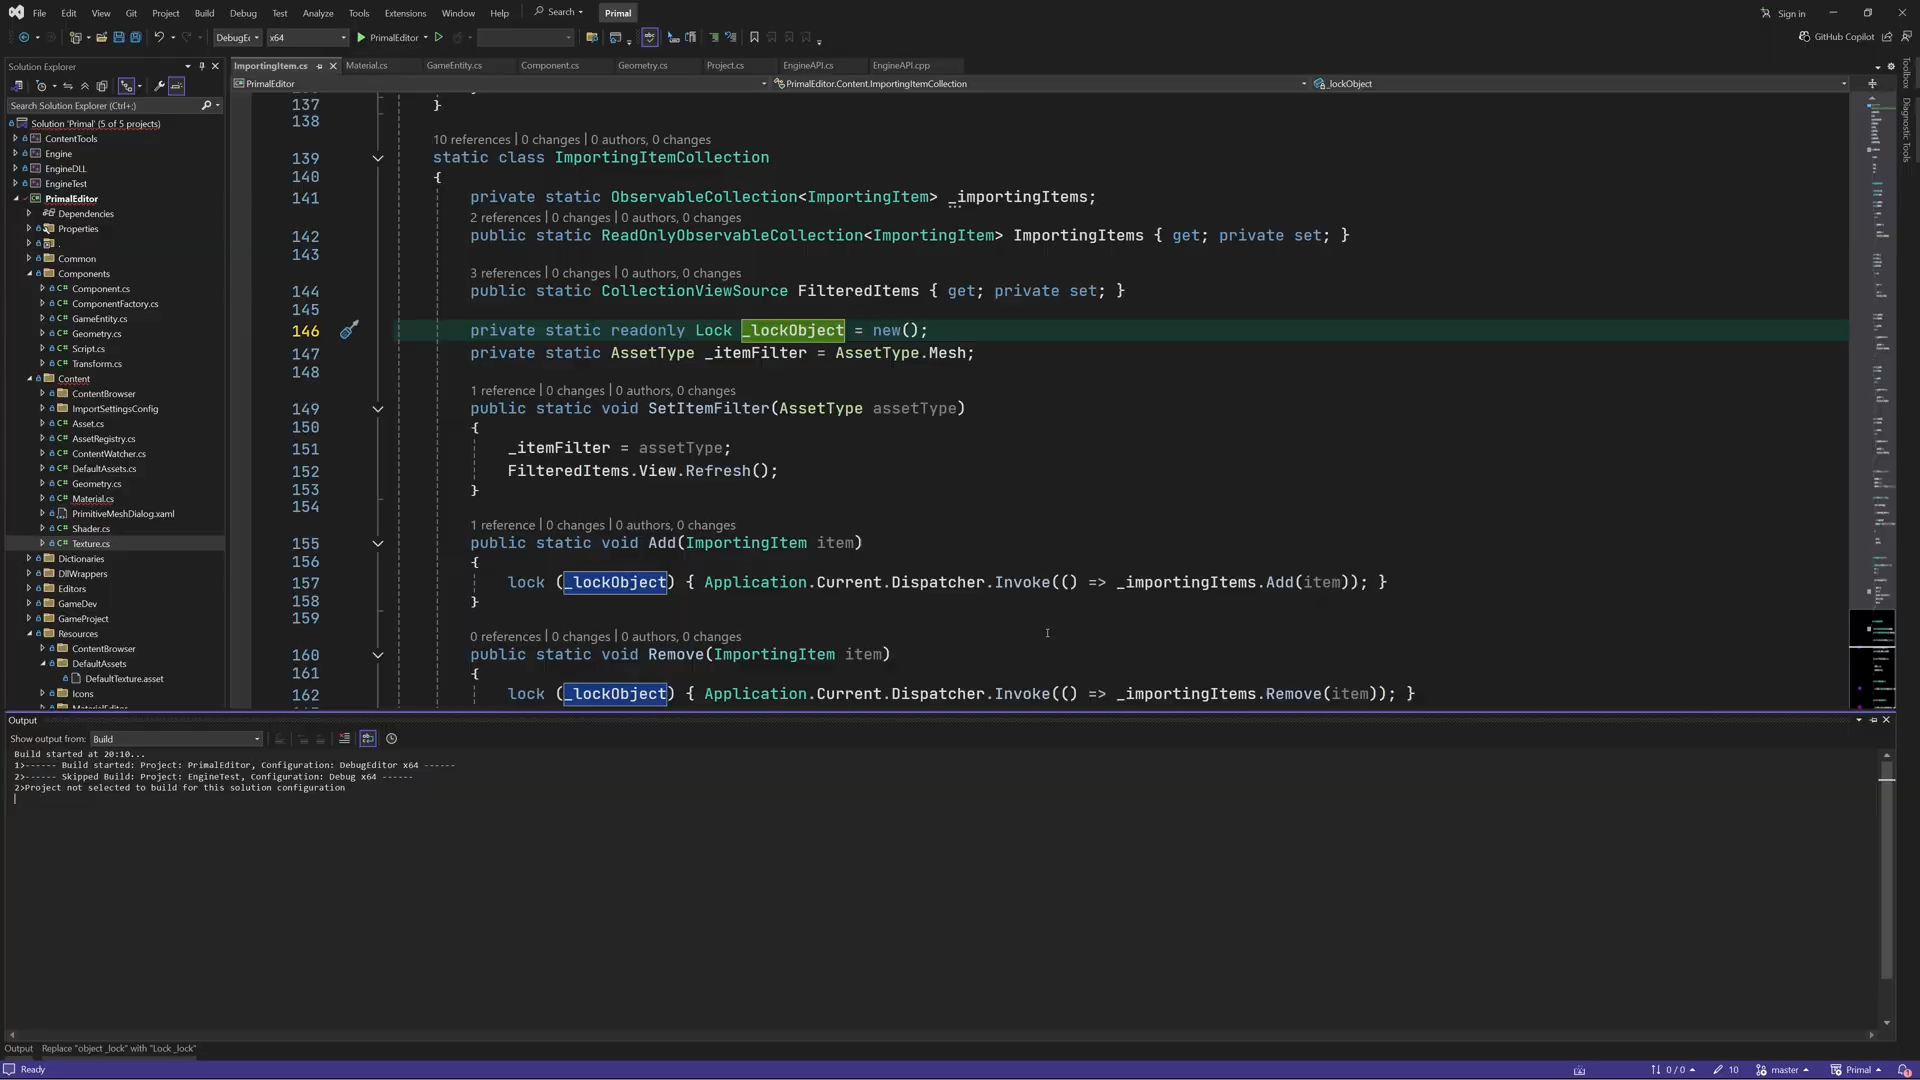 File Edit View Git Project Build Debug Test Analyze Tools Extensions Window Help Search Primal Sign in
DebugEc x64 PrimalEditor GitHub Copilot
Solution Explorer
Search Solution Explorer (Ctrl+;)
Solution 'Primal' (5 of 5 projects)
ContentTools
Engine
EngineDLL
EngineTest
PrimalEditor
Dependencies
Properties
.
Common
Components
C# Component.cs
C# ComponentFactory.cs
C# GameEntity.cs
C# Geometry.cs
C# Script.cs
C# Transform.cs
Content
ContentBrowser
ImportSettingsConfig
C# Asset.cs
C# AssetRegistry.cs
C# ContentWatcher.cs
C# DefaultAssets.cs
C# Geometry.cs
C# Material.cs
PrimitiveMeshDialog.xaml
C# Shader.cs
C# Texture.cs
Dictionaries
DllWrappers
Editors
GameDev
GameProject
Resources
ContentBrowser
DefaultAssets
DefaultTexture.asset
Icons
MaterialEditor
ImportingItem.cs Material.cs GameEntity.cs Component.cs Geometry.cs Project.cs EngineAPI.cs EngineAPI.cpp
PrimalEditor PrimalEditor.Content.ImportingItemCollection _lockObject
137 }
138
10 references | 0 changes | 0 authors, 0 changes
139 static class ImportingItemCollection
140 {
141 private static ObservableCollection<ImportingItem> _importingItems;
2 references | 0 changes | 0 authors, 0 changes
142 public static ReadOnlyObservableCollection<ImportingItem> ImportingItems { get; private set; }
143
3 references | 0 changes | 0 authors, 0 changes
144 public static CollectionViewSource FilteredItems { get; private set; }
145
146 private static readonly Lock _lockObject = new();
147 private static AssetType _itemFilter = AssetType.Mesh;
148
1 reference | 0 changes | 0 authors, 0 changes
149 public static void SetItemFilter(AssetType assetType)
150 {
151 _itemFilter = assetType;
152 FilteredItems.View.Refresh();
153 }
154
1 reference | 0 changes | 0 authors, 0 changes
155 public static void Add(ImportingItem item)
156 {
157 lock (_lockObject) { Application.Current.Dispatcher.Invoke(() => _importingItems.Add(item)); }
158 }
159
0 references | 0 changes | 0 authors, 0 changes
160 public static void Remove(ImportingItem item)
161 {
162 lock (_lockObject) { Application.Current.Dispatcher.Invoke(() => _importingItems.Remove(item)); }
Toolbox
Diagnostic Tools
Output
Show output from: Build
Build started at 20:10...
1>------ Build started: Project: PrimalEditor, Configuration: DebugEditor x64 ------
2>------ Skipped Build: Project: EngineTest, Configuration: Debug x64 ------
2>Project not selected to build for this solution configuration
Output Replace "object _lock" with "Lock _lock"
Ready 0 / 0 10 master Primal